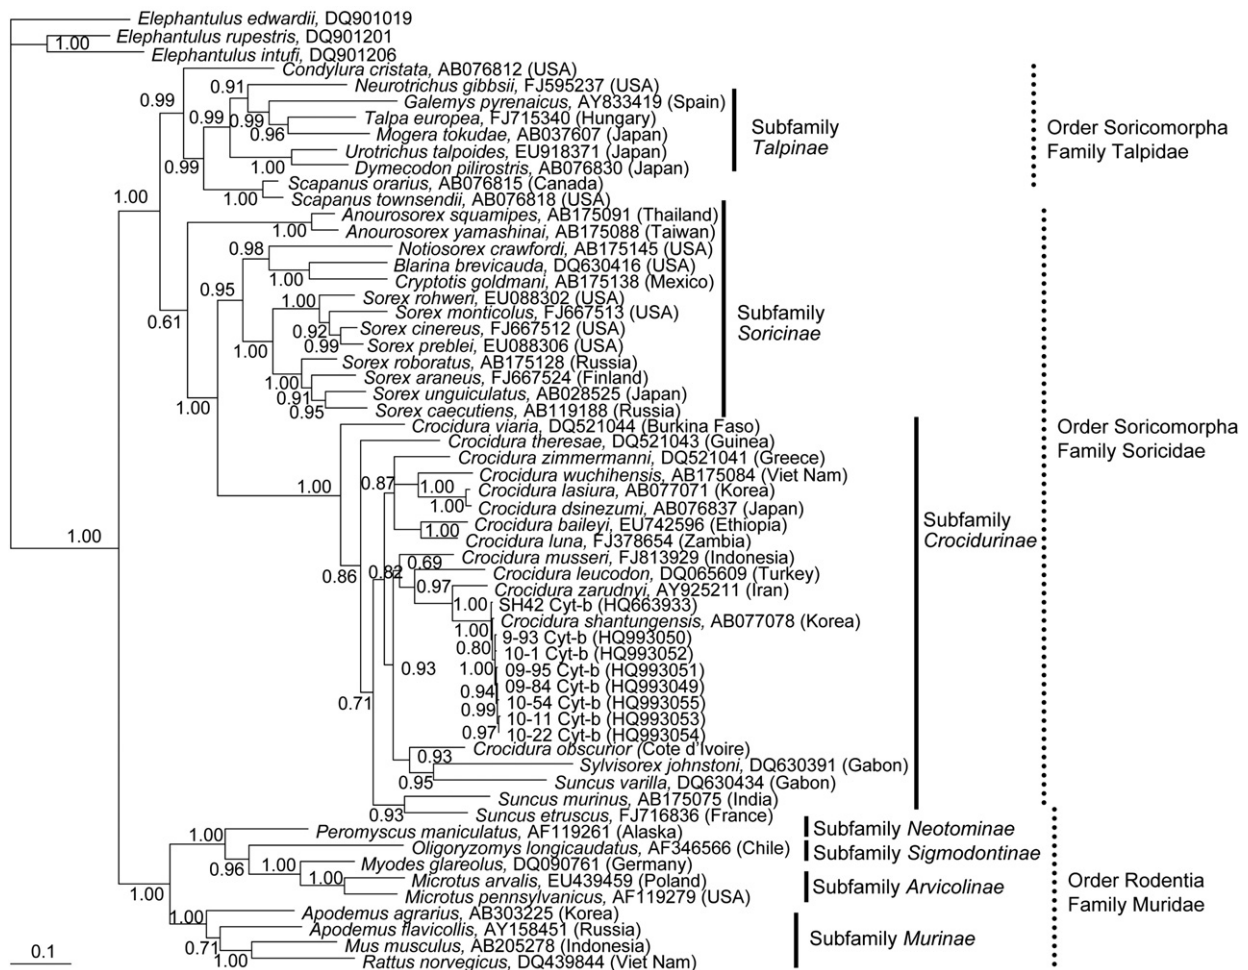 Elephantulus edwardii, DQ901019
Elephantulus rupestris, DQ901201
1.00
Elephantulus intufi, DQ901206
Condylura cristata, AB076812 (USA)
0.91
Neurotrichus gibbsii, FJ595237 (USA)
0.99
Galemys pyrenaicus, AY833419 (Spain)
0.99
0.99
Talpa europea, FJ715340 (Hungary)
0.96
Mogera tokudae, AB037607 (Japan)
Subfamily
Talpinae
Order Soricomorpha
Family Talpidae
Urotrichus talpoides, EU918371 (Japan)
0.99
1.00
Dymecodon pilirostris, AB076830 (Japan)
Scapanus orarius, AB076815 (Canada)
1.00
1.00
Scapanus townsendii, AB076818 (USA)
Anourosorex squamipes, AB175091 (Thailand)
1.00
Anourosorex yamashinai, AB175088 (Taiwan)
0.98
Notiosorex crawfordi, AB175145 (USA)
Blarina brevicauda, DQ630416 (USA)
1.00
Cryptotis goldmani, AB175138 (Mexico)
0.95
1.00
Sorex rohweri, EU088302 (USA)
Sorex monticolus, FJ667513 (USA)
0.61
0.92
Sorex cinereus, FJ667512 (USA)
0.99
Sorex preblei, EU088306 (USA)
Subfamily
Soricinae
1.00
Sorex roboratus, AB175128 (Russia)
1.00
Sorex araneus, FJ667524 (Finland)
0.91
Sorex unguiculatus, AB028525 (Japan)
1.00
0.95
Sorex caecutiens, AB119188 (Russia)
Crocidura viaria, DQ521044 (Burkina Faso)
Crocidura theresae, DQ521043 (Guinea)
Order Soricomorpha
Family Soricidae
Crocidura zimmermanni, DQ521041 (Greece)
Crocidura wuchihensis, AB175084 (Viet Nam)
1.00
0.87
1.00
Crocidura lasiura, AB077071 (Korea)
1.00
Crocidura dsinezumi, AB076837 (Japan)
Crocidura baileyi, EU742596 (Ethiopia)
1.00
Crocidura luna, FJ378654 (Zambia)
Subfamily
Crocidurinae
1.00
Crocidura musseri, FJ813929 (Indonesia)
0.69
0.86
0.82
Crocidura leucodon, DQ065609 (Turkey)
0.97
Crocidura zarudnyi, AY925211 (Iran)
1.00
SH42 Cyt-b (HQ663933)
Crocidura shantungensis, AB077078 (Korea)
1.00
9-93 Cyt-b (HQ993050)
0.80
10-1 Cyt-b (HQ993052)
0.93
1.00
09-95 Cyt-b (HQ993051)
0.94
09-84 Cyt-b (HQ993049)
0.71
0.99
10-54 Cyt-b (HQ993055)
10-11 Cyt-b (HQ993053)
0.97
10-22 Cyt-b (HQ993054)
Crocidura obscurior (Cote d'Ivoire)
0.93
Sylvisorex johnstoni, DQ630391 (Gabon)
0.95
Suncus varilla, DQ630434 (Gabon)
Suncus murinus, AB175075 (India)
0.93
Suncus etruscus, FJ716836 (France)
1.00
Peromyscus maniculatus, AF119261 (Alaska)
Subfamily Neotominae
Oligoryzomys longicaudatus, AF346566 (Chile)
Subfamily Sigmodontinae
0.96
1.00
Myodes glareolus, DQ090761 (Germany)
1.00
Microtus arvalis, EU439459 (Poland)
Subfamily Arvicolinae
1.00
Microtus pennsylvanicus, AF119279 (USA)
Order Rodentia
Family Muridae
1.00
Apodemus agrarius, AB303225 (Korea)
Apodemus flavicollis, AY158451 (Russia)
0.71
Mus musculus, AB205278 (Indonesia)
Subfamily Murinae
0.1
1.00
Rattus norvegicus, DQ439844 (Viet Nam)